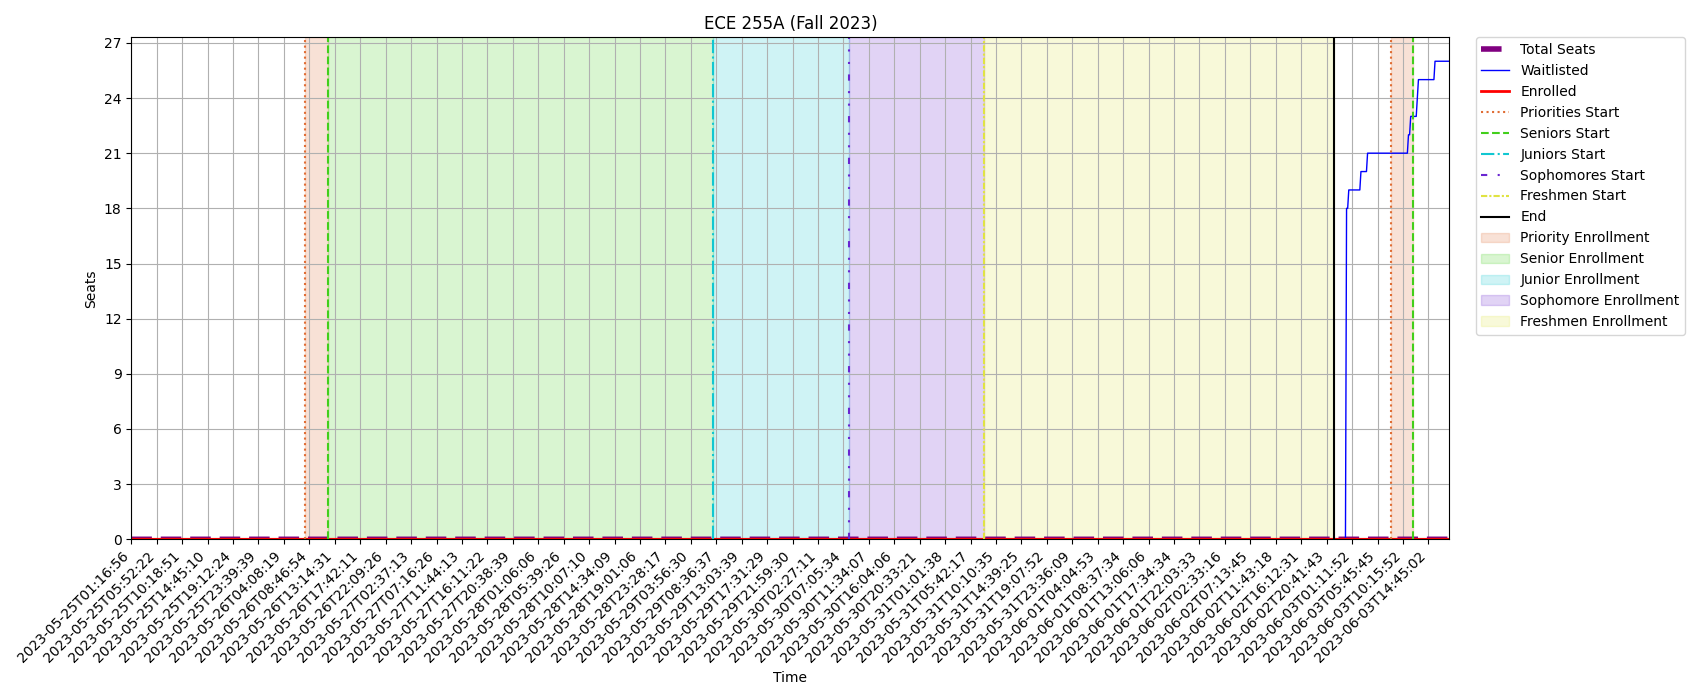 ECE 255A (Fall 2023)
27
24
21
18
15
12
9
6
3
0
Seats
2023-05-25T01:16:56
2023-05-25T05:52:22
2023-05-25T10:18:51
2023-05-25T14:45:10
2023-05-25T19:12:24
2023-05-25T23:39:39
2023-05-26T04:08:19
2023-05-26T08:46:54
2023-05-26T13:14:31
2023-05-26T17:42:11
2023-05-26T22:09:26
2023-05-27T02:37:13
2023-05-27T07:16:26
2023-05-27T11:44:13
2023-05-27T16:11:22
2023-05-27T20:38:39
2023-05-28T01:06:06
2023-05-28T05:39:26
2023-05-28T10:07:10
2023-05-28T14:34:09
2023-05-28T19:01:06
2023-05-28T23:28:17
2023-05-29T03:56:30
2023-05-29T08:36:37
2023-05-29T13:03:39
2023-05-29T17:31:29
2023-05-29T21:59:30
2023-05-30T02:27:11
2023-05-30T07:05:34
2023-05-30T11:34:07
2023-05-30T16:04:06
2023-05-30T20:33:21
2023-05-31T01:01:38
2023-05-31T05:42:17
2023-05-31T10:10:35
2023-05-31T14:39:25
2023-05-31T19:07:52
2023-05-31T23:36:09
2023-06-01T04:04:53
2023-06-01T08:37:34
2023-06-01T13:06:06
2023-06-01T17:34:34
2023-06-01T22:03:33
2023-06-02T02:33:16
2023-06-02T07:13:45
2023-06-02T11:43:18
2023-06-02T16:12:31
2023-06-02T20:41:43
2023-06-03T01:11:52
2023-06-03T05:45:45
2023-06-03T10:15:52
2023-06-03T14:45:02
Time
Total Seats
Waitlisted
Enrolled
Priorities Start
Seniors Start
Juniors Start
Sophomores Start
Freshmen Start
End
Priority Enrollment
Senior Enrollment
Junior Enrollment
Sophomore Enrollment
Freshmen Enrollment